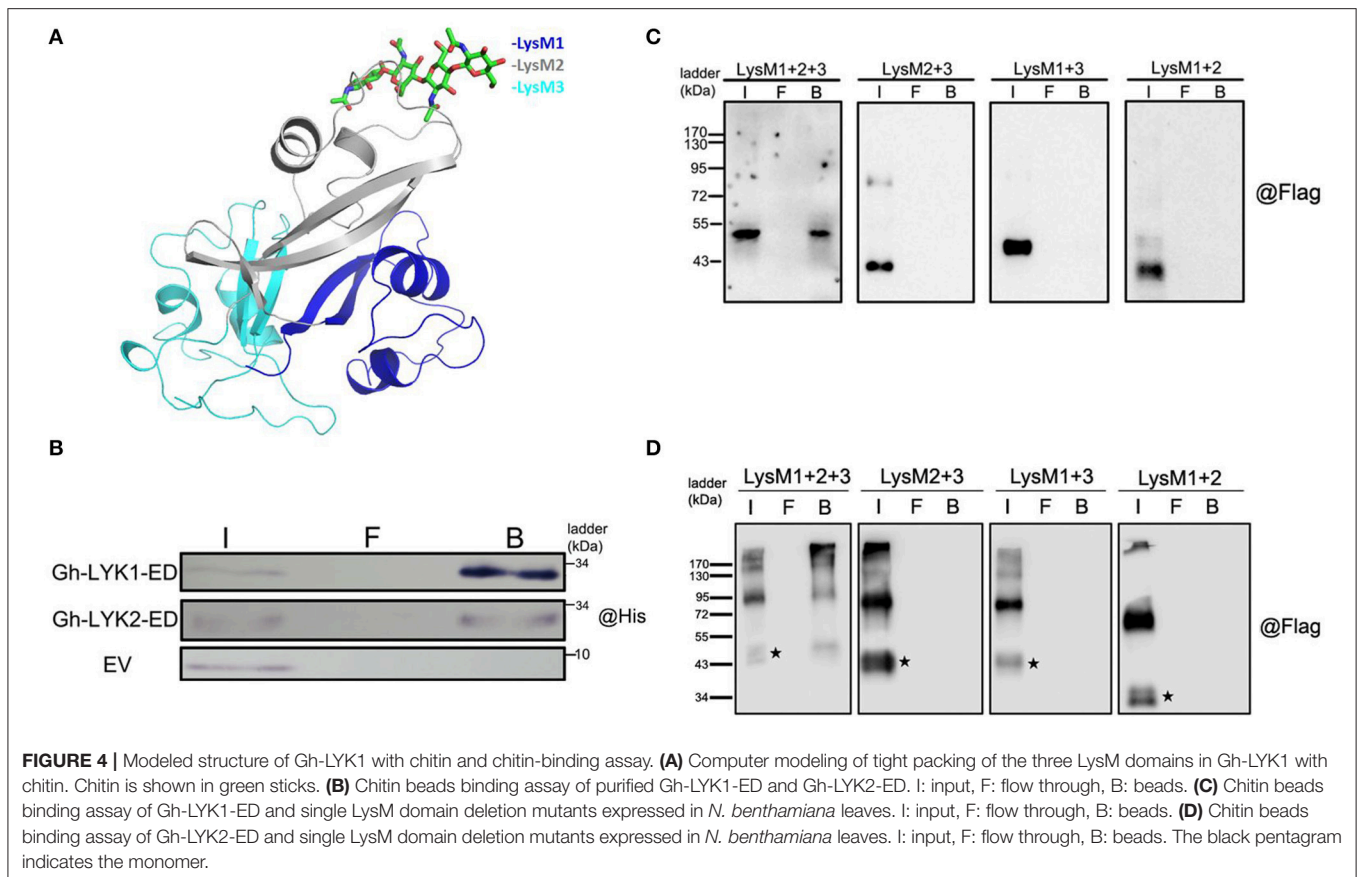 A
-LysM1
-LysM2
-LysM3
B
I F B ladder (kDa)
Gh-LYK1-ED 34
Gh-LYK2-ED 34 @His
EV 10
C
ladder (kDa) LysM1+2+3 LysM2+3 LysM1+3 LysM1+2
I F B I F B I F B I F B
170
130
95
72
55
43
@Flag
D
ladder (kDa) LysM1+2+3 LysM2+3 LysM1+3 LysM1+2
I F B I F B I F B I F B
170
130
95
72
55
43
34
@Flag
FIGURE 4 | Modeled structure of Gh-LYK1 with chitin and chitin-binding assay. (A) Computer modeling of tight packing of the three LysM domains in Gh-LYK1 with
chitin. Chitin is shown in green sticks. (B) Chitin beads binding assay of purified Gh-LYK1-ED and Gh-LYK2-ED. I: input, F: flow through, B: beads. (C) Chitin beads
binding assay of Gh-LYK1-ED and single LysM domain deletion mutants expressed in N. benthamiana leaves. I: input, F: flow through, B: beads. (D) Chitin beads
binding assay of Gh-LYK2-ED and single LysM domain deletion mutants expressed in N. benthamiana leaves. I: input, F: flow through, B: beads. The black pentagram
indicates the monomer.